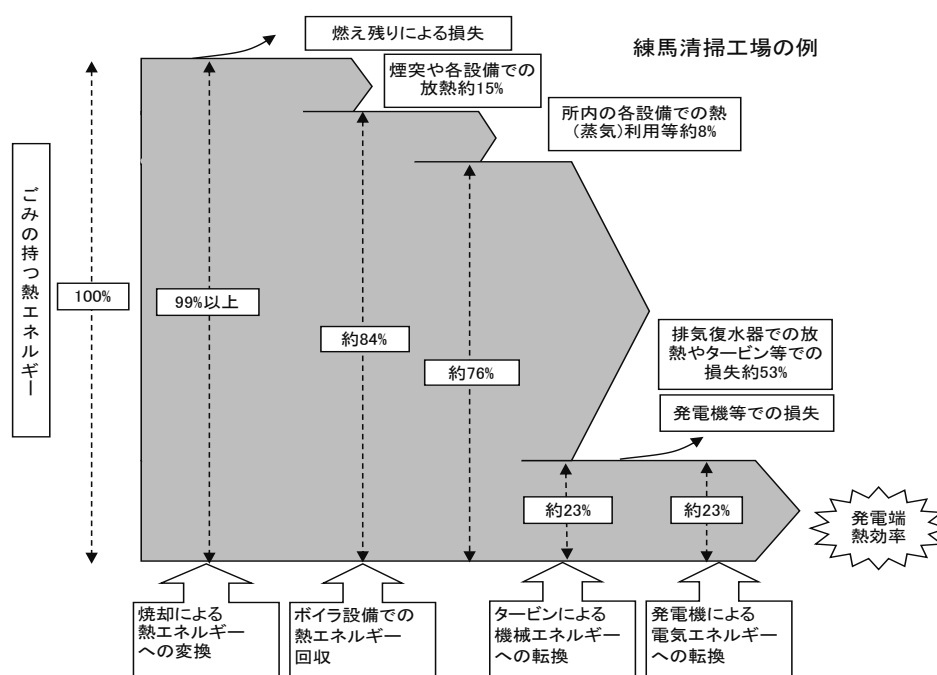 燃え残りによる損失
練馬清掃工場の例
煙突や各設備での
放熱約15%
所内の各設備での熱
(蒸気)利用等約8%
ごみの持つ熱エネルギー
100%
99%以上
約84%
約76%
排気復水器での放
熱やタービン等での
損失約53%
発電機等での損失
約23%
約23%
発電端
熱効率
焼却による
熱エネルギー
への変換
ボイラ設備での
熱エネルギー
回収
タービンによる
機械エネルギー
への転換
発電機による
電気エネルギー
への転換